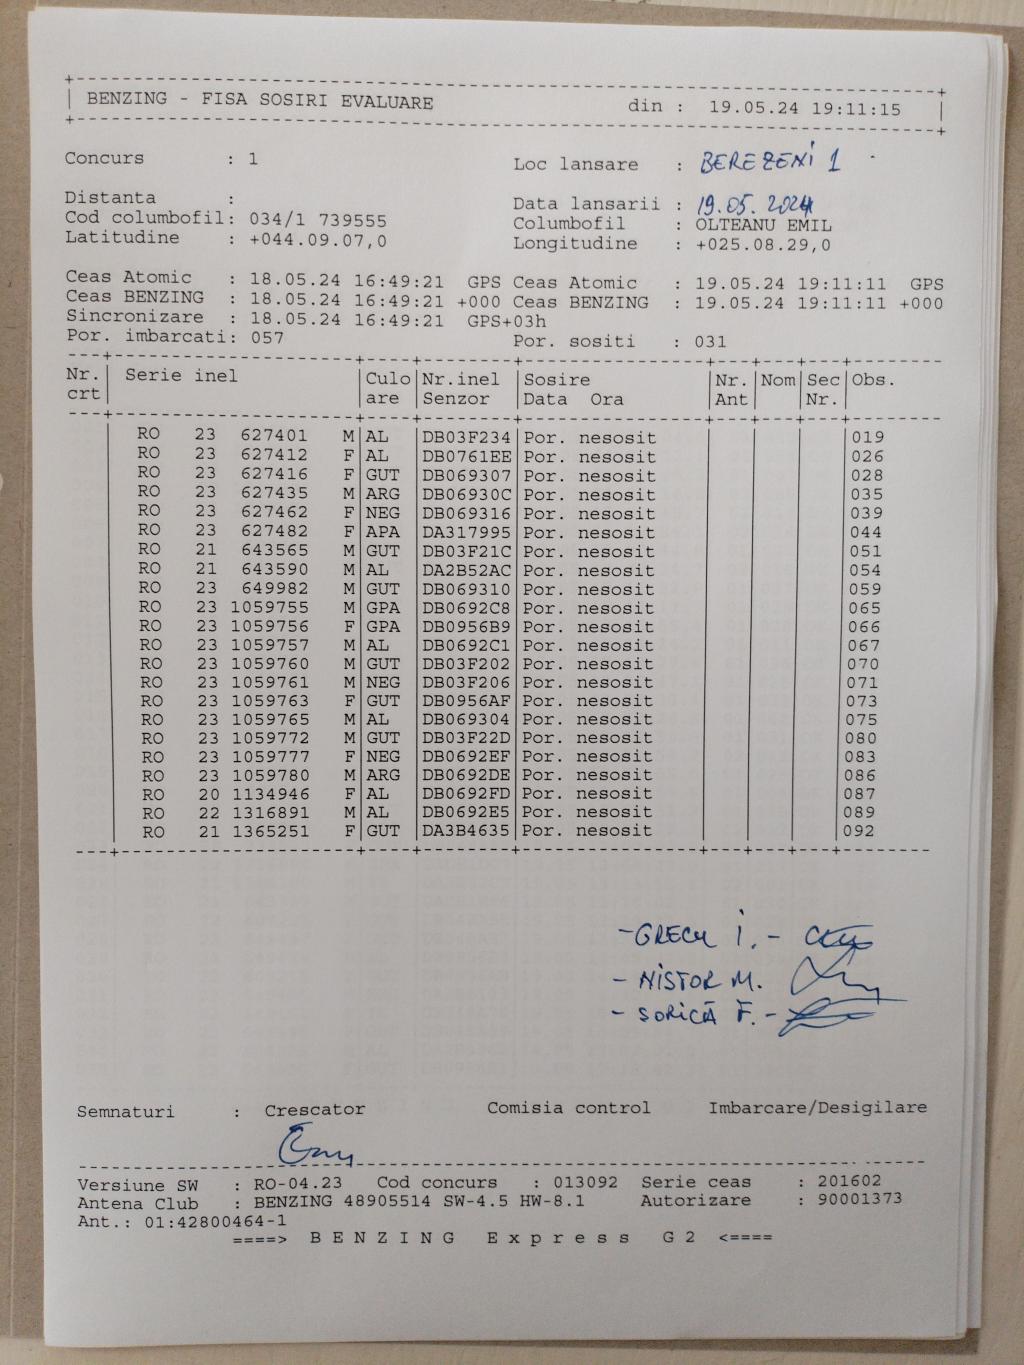 BENZING - FISA SOSIRI EVALUARE din : 19.05.24 19:11:15
Concurs : 1 Loc lansare : BEREZENI 1
Distanta : Data lansarii : 19.05.2024
Cod columbofil: 034/1 739555 Columbofil : OLTEANU EMIL
Latitudine : +044.09.07,0 Longitudine : +025.08.29,0
Ceas Atomic : 18.05.24 16:49:21 GPS Ceas Atomic : 19.05.24 19:11:11 GPS
Ceas BENZING : 18.05.24 16:49:21 +000 Ceas BENZING : 19.05.24 19:11:11 +000
Sincronizare : 18.05.24 16:49:21 GPS+03h
Por. imbarcati: 057 Por. sositi : 031
Nr. Serie inel Culo Nr.inel Sosire Nr. Nom Sec Obs.
crt are Senzor Data Ora Ant Nr.
RO 23 627401 M AL DB03F234 Por. nesosit 019
RO 23 627412 F AL DB0761EE Por. nesosit 026
RO 23 627416 F GUT DB069307 Por. nesosit 028
RO 23 627435 M ARG DB06930C Por. nesosit 035
RO 23 627462 F NEG DB069316 Por. nesosit 039
RO 23 627482 F APA DA317995 Por. nesosit 044
RO 21 643565 M GUT DB03F21C Por. nesosit 051
RO 21 643590 M AL DA2B52AC Por. nesosit 054
RO 23 649982 M GUT DB069310 Por. nesosit 059
RO 23 1059755 M GPA DB0692C8 Por. nesosit 065
RO 23 1059756 F GPA DB0956B9 Por. nesosit 066
RO 23 1059757 M AL DB0692C1 Por. nesosit 067
RO 23 1059760 M GUT DB03F202 Por. nesosit 070
RO 23 1059761 M NEG DB03F206 Por. nesosit 071
RO 23 1059763 F GUT DB0956AF Por. nesosit 073
RO 23 1059765 M AL DB069304 Por. nesosit 075
RO 23 1059772 M GUT DB03F22D Por. nesosit 080
RO 23 1059777 F NEG DB0692EF Por. nesosit 083
RO 23 1059780 M ARG DB0692DE Por. nesosit 086
RO 20 1134946 F AL DB0692FD Por. nesosit 087
RO 22 1316891 M AL DB0692E5 Por. nesosit 089
RO 21 1365251 F GUT DA3B4635 Por. nesosit 092
- GRECU I. -
- NISTOR M.
- SORICĂ F. -
Semnaturi : Crescator Comisia control Imbarcare/Desigilare
Versiune SW : RO-04.23 Cod concurs : 013092 Serie ceas : 201602
Antena Club : BENZING 48905514 SW-4.5 HW-8.1 Autorizare : 90001373
Ant.: 01:42800464-1
====> BENZING Express G2 <====